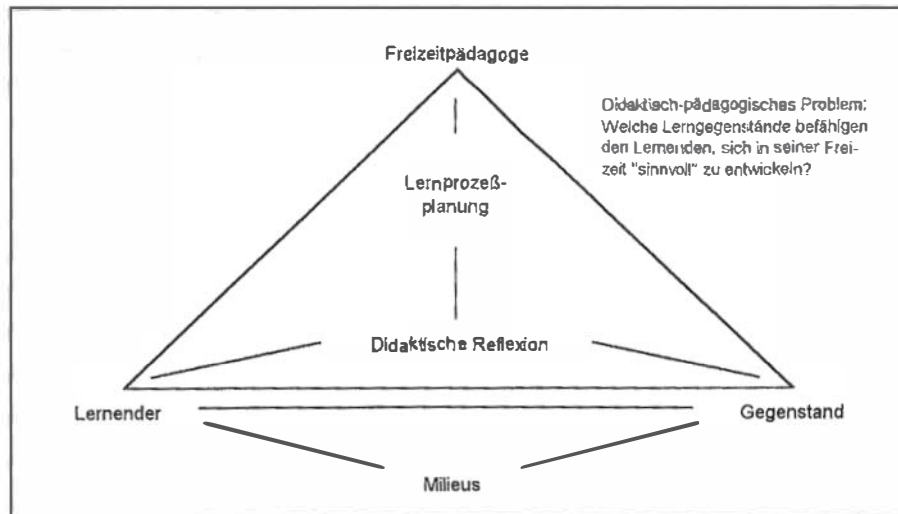 Freizeitpädagoge
Didaktisch-pädagogisches Problem:
Welche Lerngegenstände befähigen
den Lernenden, sich in seiner Frei-
zeit "sinnvoll" zu entwickeln?
Lernprozeß-
planung
Didaktische Reflexion
Lernender
Gegenstand
Milieus